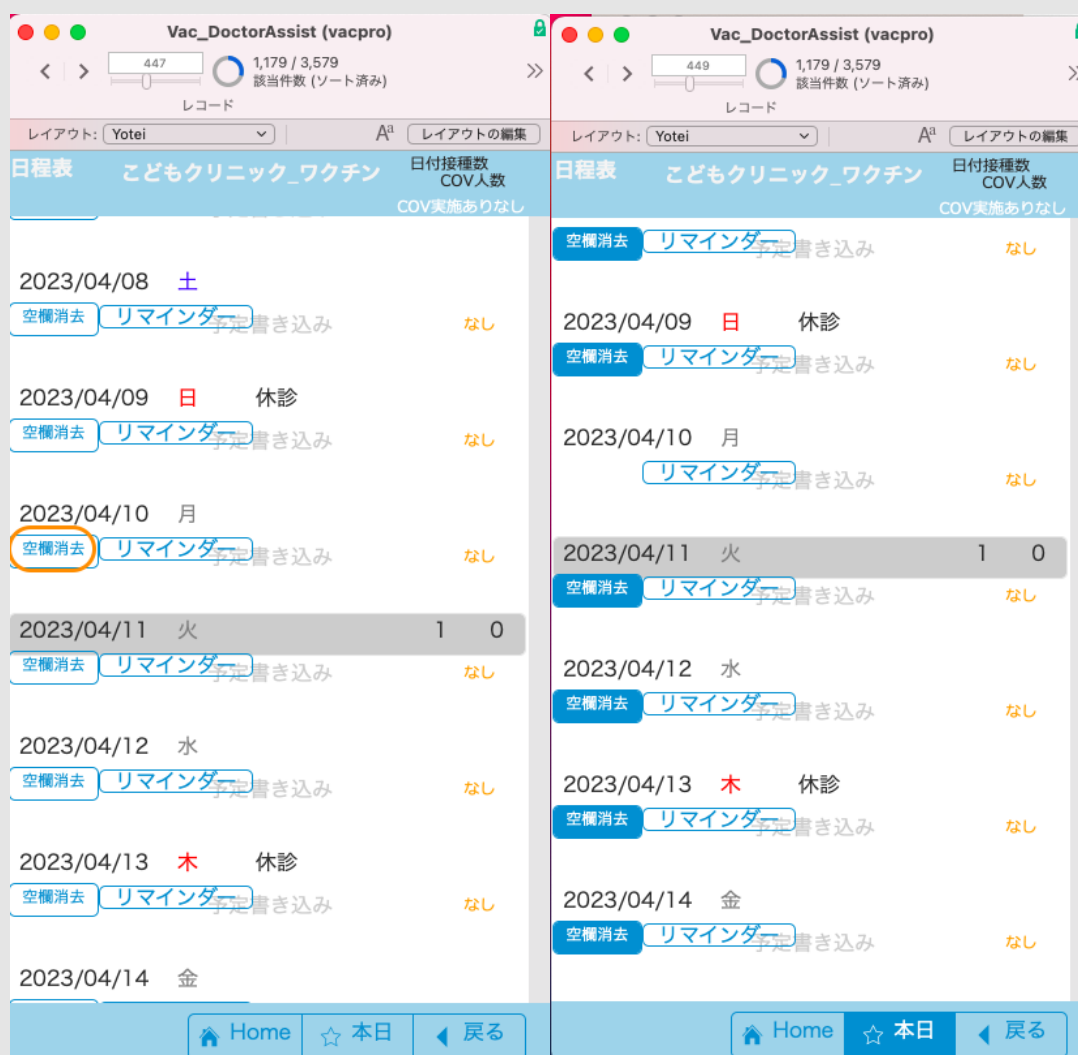 Vac_DoctorAssist (vacpro)
447
1,179 / 3,579
該当件数 (ソート済み)
レコード
レイアウト: Yotei
Aa
レイアウトの編集
日程表
こどもクリニック_ワクチン
日付接種数
COV人数
COV実施ありなし
2023/04/08 土
空欄消去 リマインダー 予定書き込み なし
2023/04/09 日 休診
空欄消去 リマインダー 予定書き込み なし
2023/04/10 月
空欄消去 リマインダー 予定書き込み なし
2023/04/11 火 1 0
空欄消去 リマインダー 予定書き込み なし
2023/04/12 水
空欄消去 リマインダー 予定書き込み なし
2023/04/13 木 休診
空欄消去 リマインダー 予定書き込み なし
2023/04/14 金
Home 本日 戻る
Vac_DoctorAssist (vacpro)
449
1,179 / 3,579
該当件数 (ソート済み)
レコード
レイアウト: Yotei
Aa
レイアウトの編集
日程表
こどもクリニック_ワクチン
日付接種数
COV人数
COV実施ありなし
空欄消去 リマインダー 予定書き込み なし
2023/04/09 日 休診
空欄消去 リマインダー 予定書き込み なし
2023/04/10 月
リマインダー 予定書き込み なし
2023/04/11 火 1 0
空欄消去 リマインダー 予定書き込み なし
2023/04/12 水
空欄消去 リマインダー 予定書き込み なし
2023/04/13 木 休診
空欄消去 リマインダー 予定書き込み なし
2023/04/14 金
空欄消去 リマインダー 予定書き込み なし
Home 本日 戻る